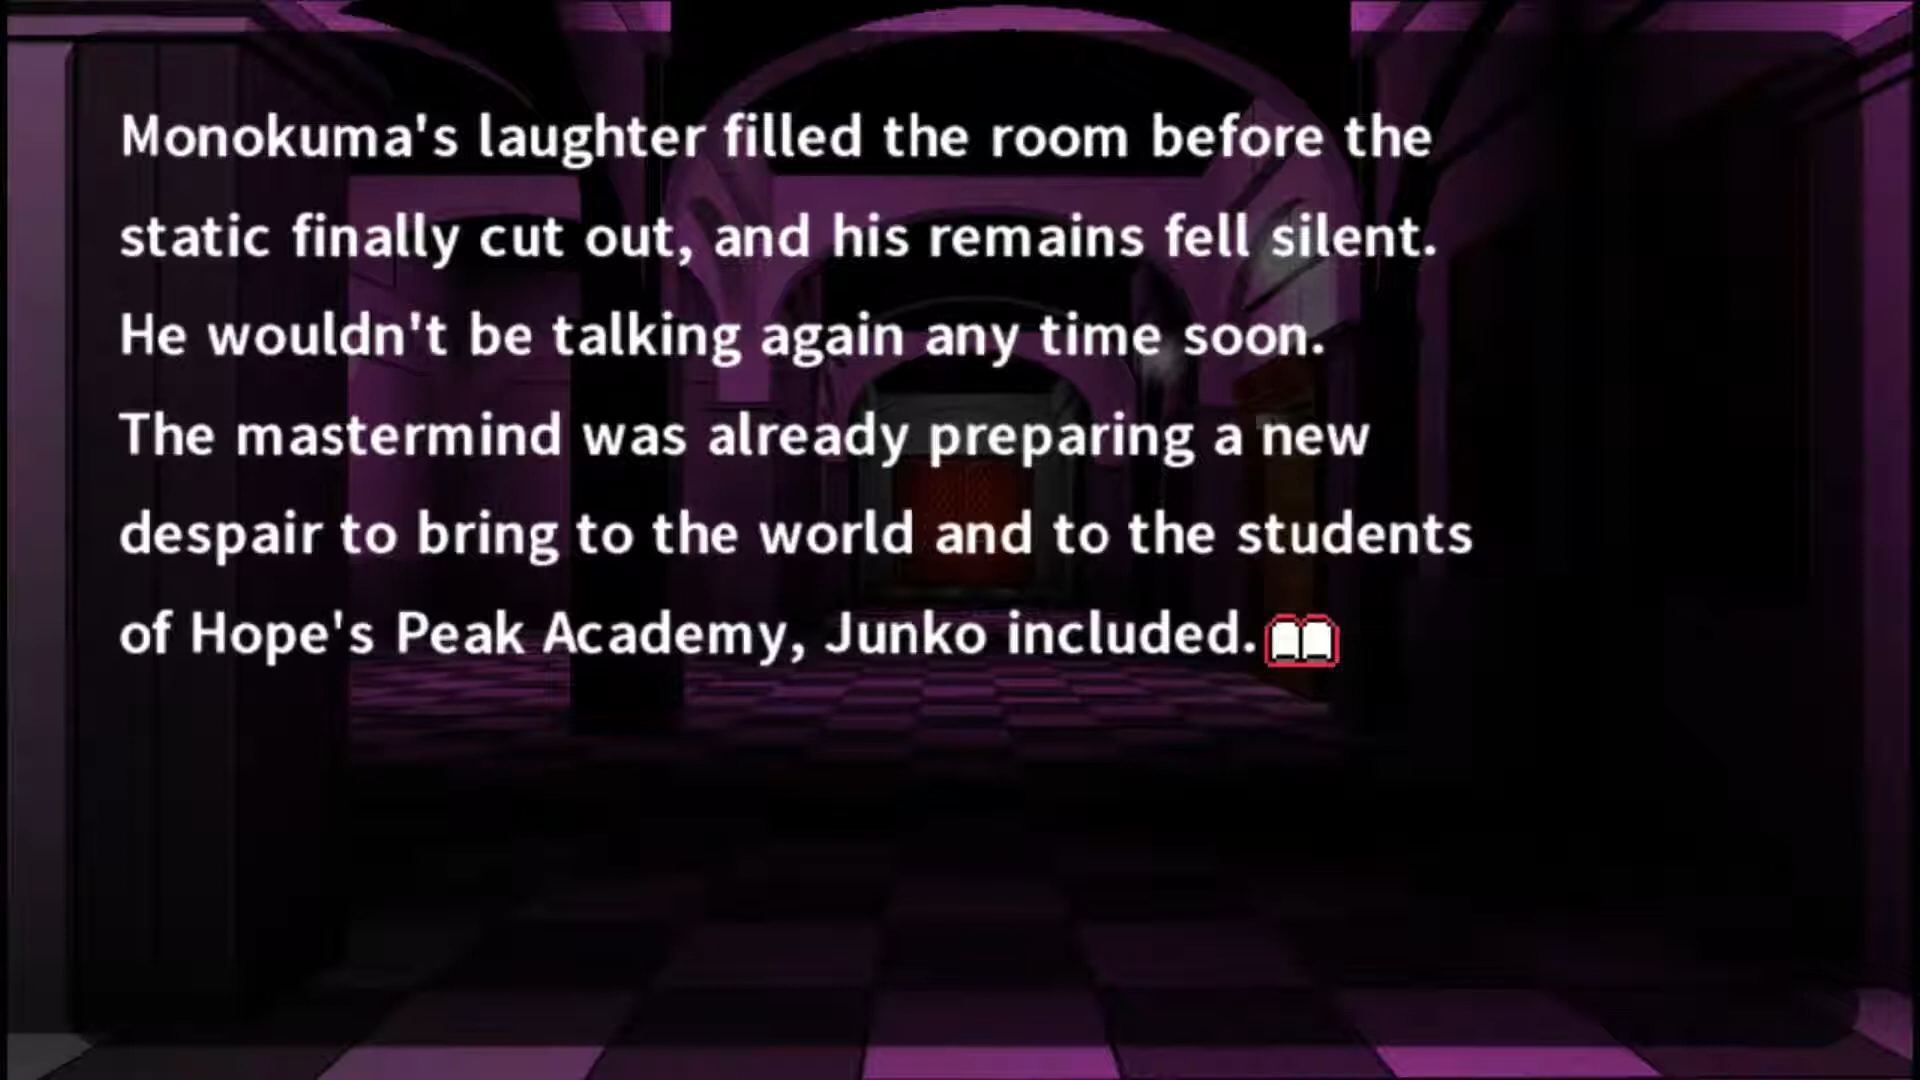 Monokuma's laughter filled the room before the
static finally cut out, and his remains fell silent.
He wouldn't be talking again any time soon.
The mastermind was already preparing a new
despair to bring to the world and to the students
of Hope's Peak Academy, Junko included.